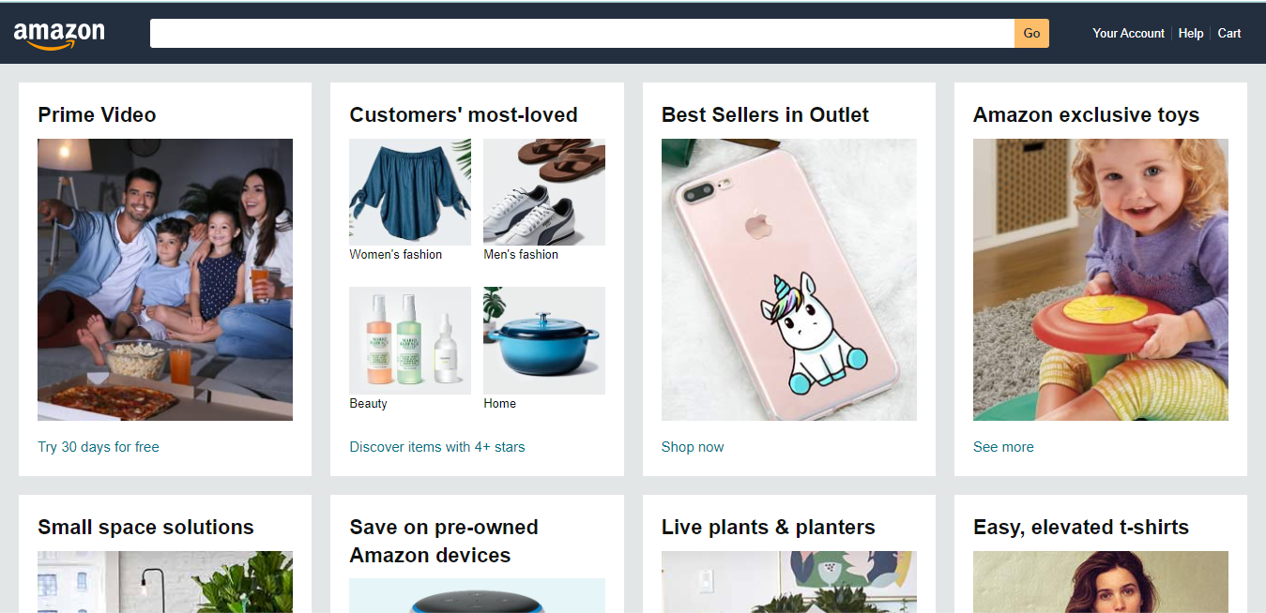 amazon
Go
Your Account Help Cart
Prime Video
Try 30 days for free
Customers' most-loved
Women's fashion
Men's fashion
Beauty
Home
Discover items with 4+ stars
Best Sellers in Outlet
Shop now
Amazon exclusive toys
See more
Small space solutions
Save on pre-owned
Amazon devices
Live plants & planters
Easy, elevated t-shirts